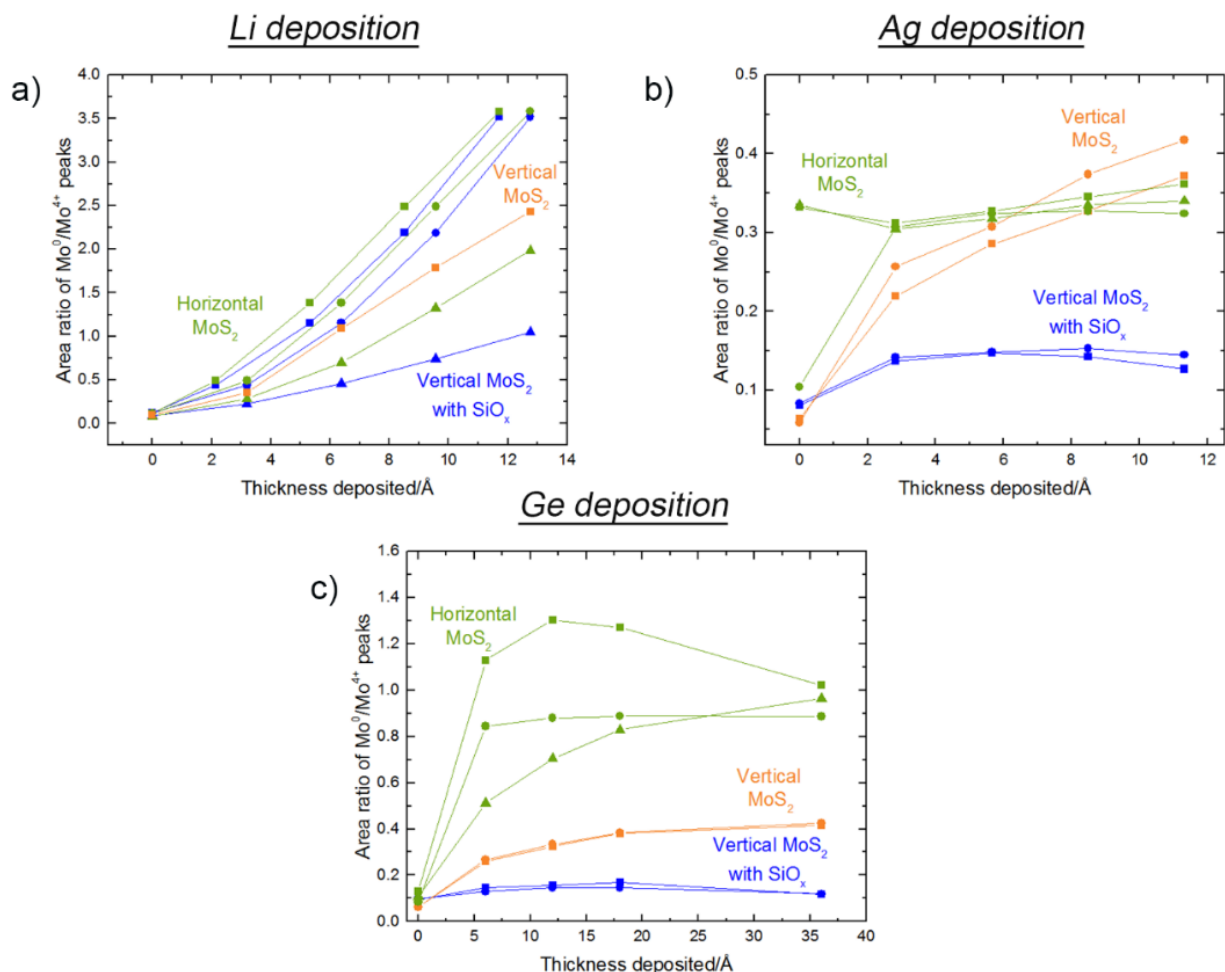 Li deposition
a)
Area ratio of Mo⁰/Mo⁴⁺ peaks
4.0
3.5
3.0
2.5
2.0
1.5
1.0
0.5
0.0
Horizontal
MoS₂
Vertical
MoS₂
Vertical MoS₂
with SiOₓ
0 2 4 6 8 10 12 14
Thickness deposited/Å
Ag deposition
b)
Area ratio of Mo⁰/Mo⁴⁺ peaks
0.5
0.4
0.3
0.2
0.1
Vertical
MoS₂
Horizontal
MoS₂
Vertical MoS₂
with SiOₓ
0 2 4 6 8 10 12
Thickness deposited/Å
Ge deposition
c)
Area ratio of Mo⁰/Mo⁴⁺ peaks
1.6
1.4
1.2
1.0
0.8
0.6
0.4
0.2
0.0
Horizontal
MoS₂
Vertical
MoS₂
Vertical MoS₂
with SiOₓ
0 5 10 15 20 25 30 35 40
Thickness deposited/Å